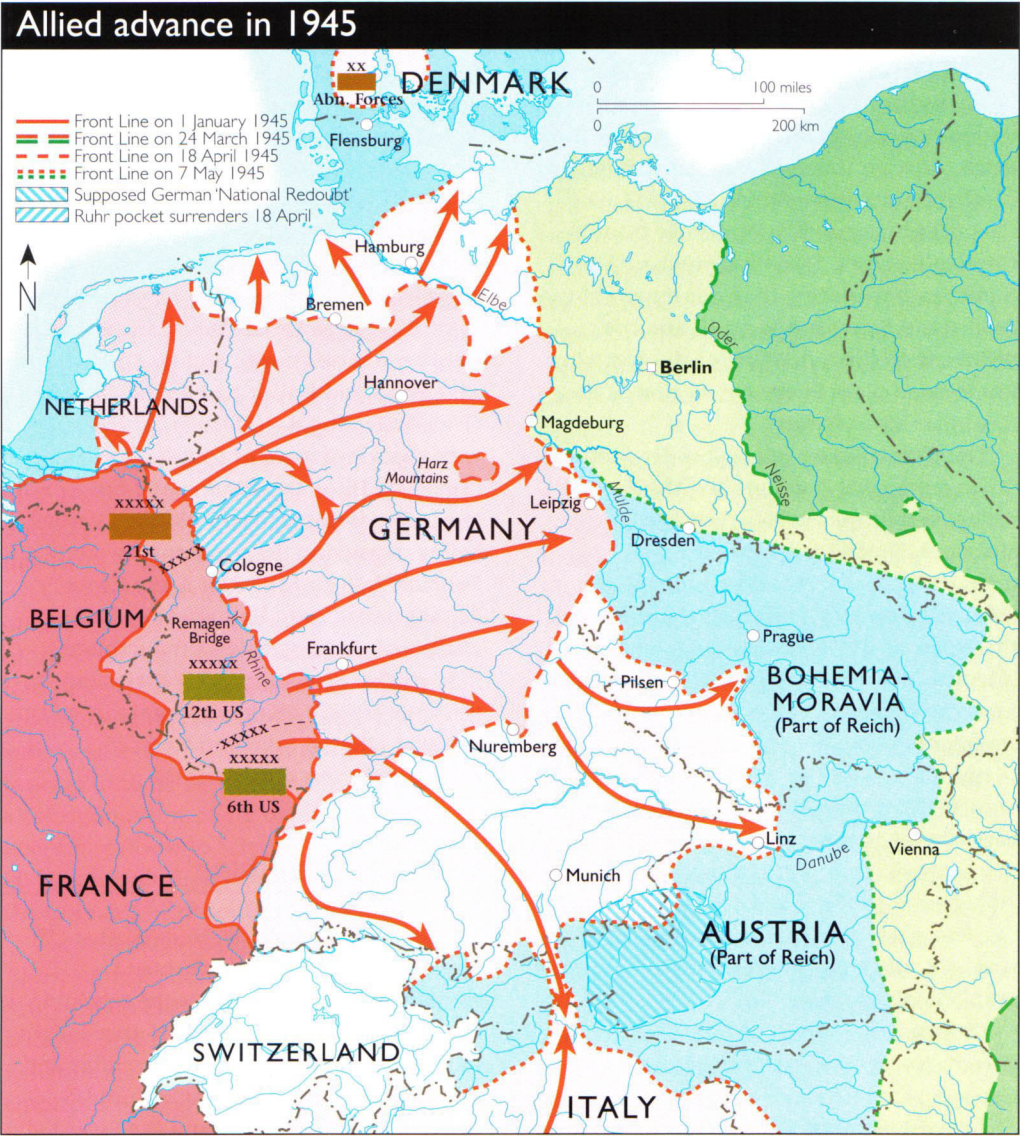 Allied advance in 1945
xx
Abn. Forces
DENMARK
0 100 miles
0 200 km
Front Line on 1 January 1945
Front Line on 24 March 1945
Front Line on 18 April 1945
Front Line on 7 May 1945
Supposed German 'National Redoubt'
Ruhr pocket surrenders 18 April
Flensburg
N
Hamburg
Elbe
Bremen
Oder
Berlin
Hannover
NETHERLANDS
Magdeburg
Harz
Mountains
Neisse
Leipzig
Mulde
xxxxx
21st
GERMANY
Dresden
xxxxx
Cologne
BELGIUM
Remagen
Bridge
Rhine
Frankfurt
Prague
xxxxx
12th US
Pilsen
BOHEMIA-
MORAVIA
(Part of Reich)
xxxxx
Nuremberg
xxxxx
6th US
Linz
Danube
Vienna
FRANCE
Munich
AUSTRIA
(Part of Reich)
SWITZERLAND
ITALY